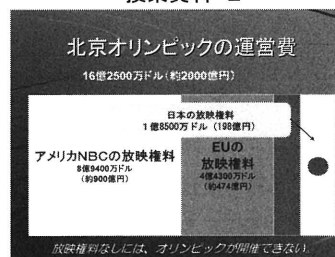 北京オリンピックの運営費
16億2500万ドル(約2000億円)
日本の放映権料
1億8500万ドル(198億円)
アメリカNBCの放映権料
8億9400万ドル
(約900億円)
EUの
放映権料
4億4300万ドル
(約474億円)
放映権料なしには、オリンピックが開催できない